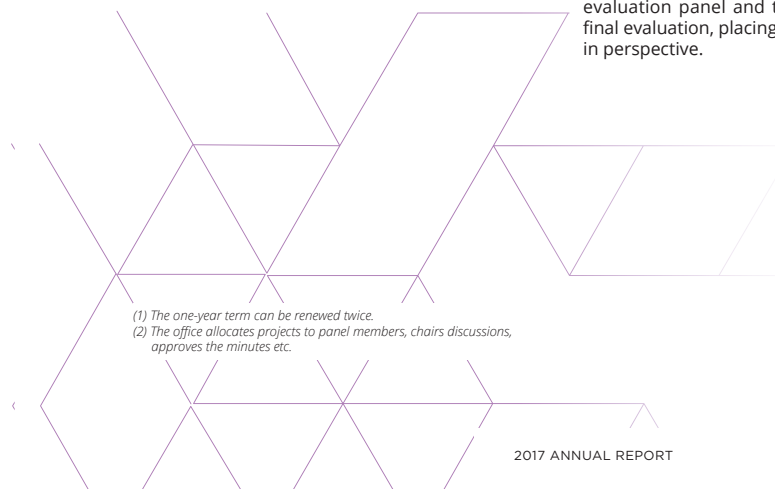 evaluation panel and
final evaluation, placing
in perspective.
(1) The one-year term can be renewed twice.
(2) The office allocates projects to panel members, chairs discussions,
approves the minutes etc.
2017 ANNUAL REPORT